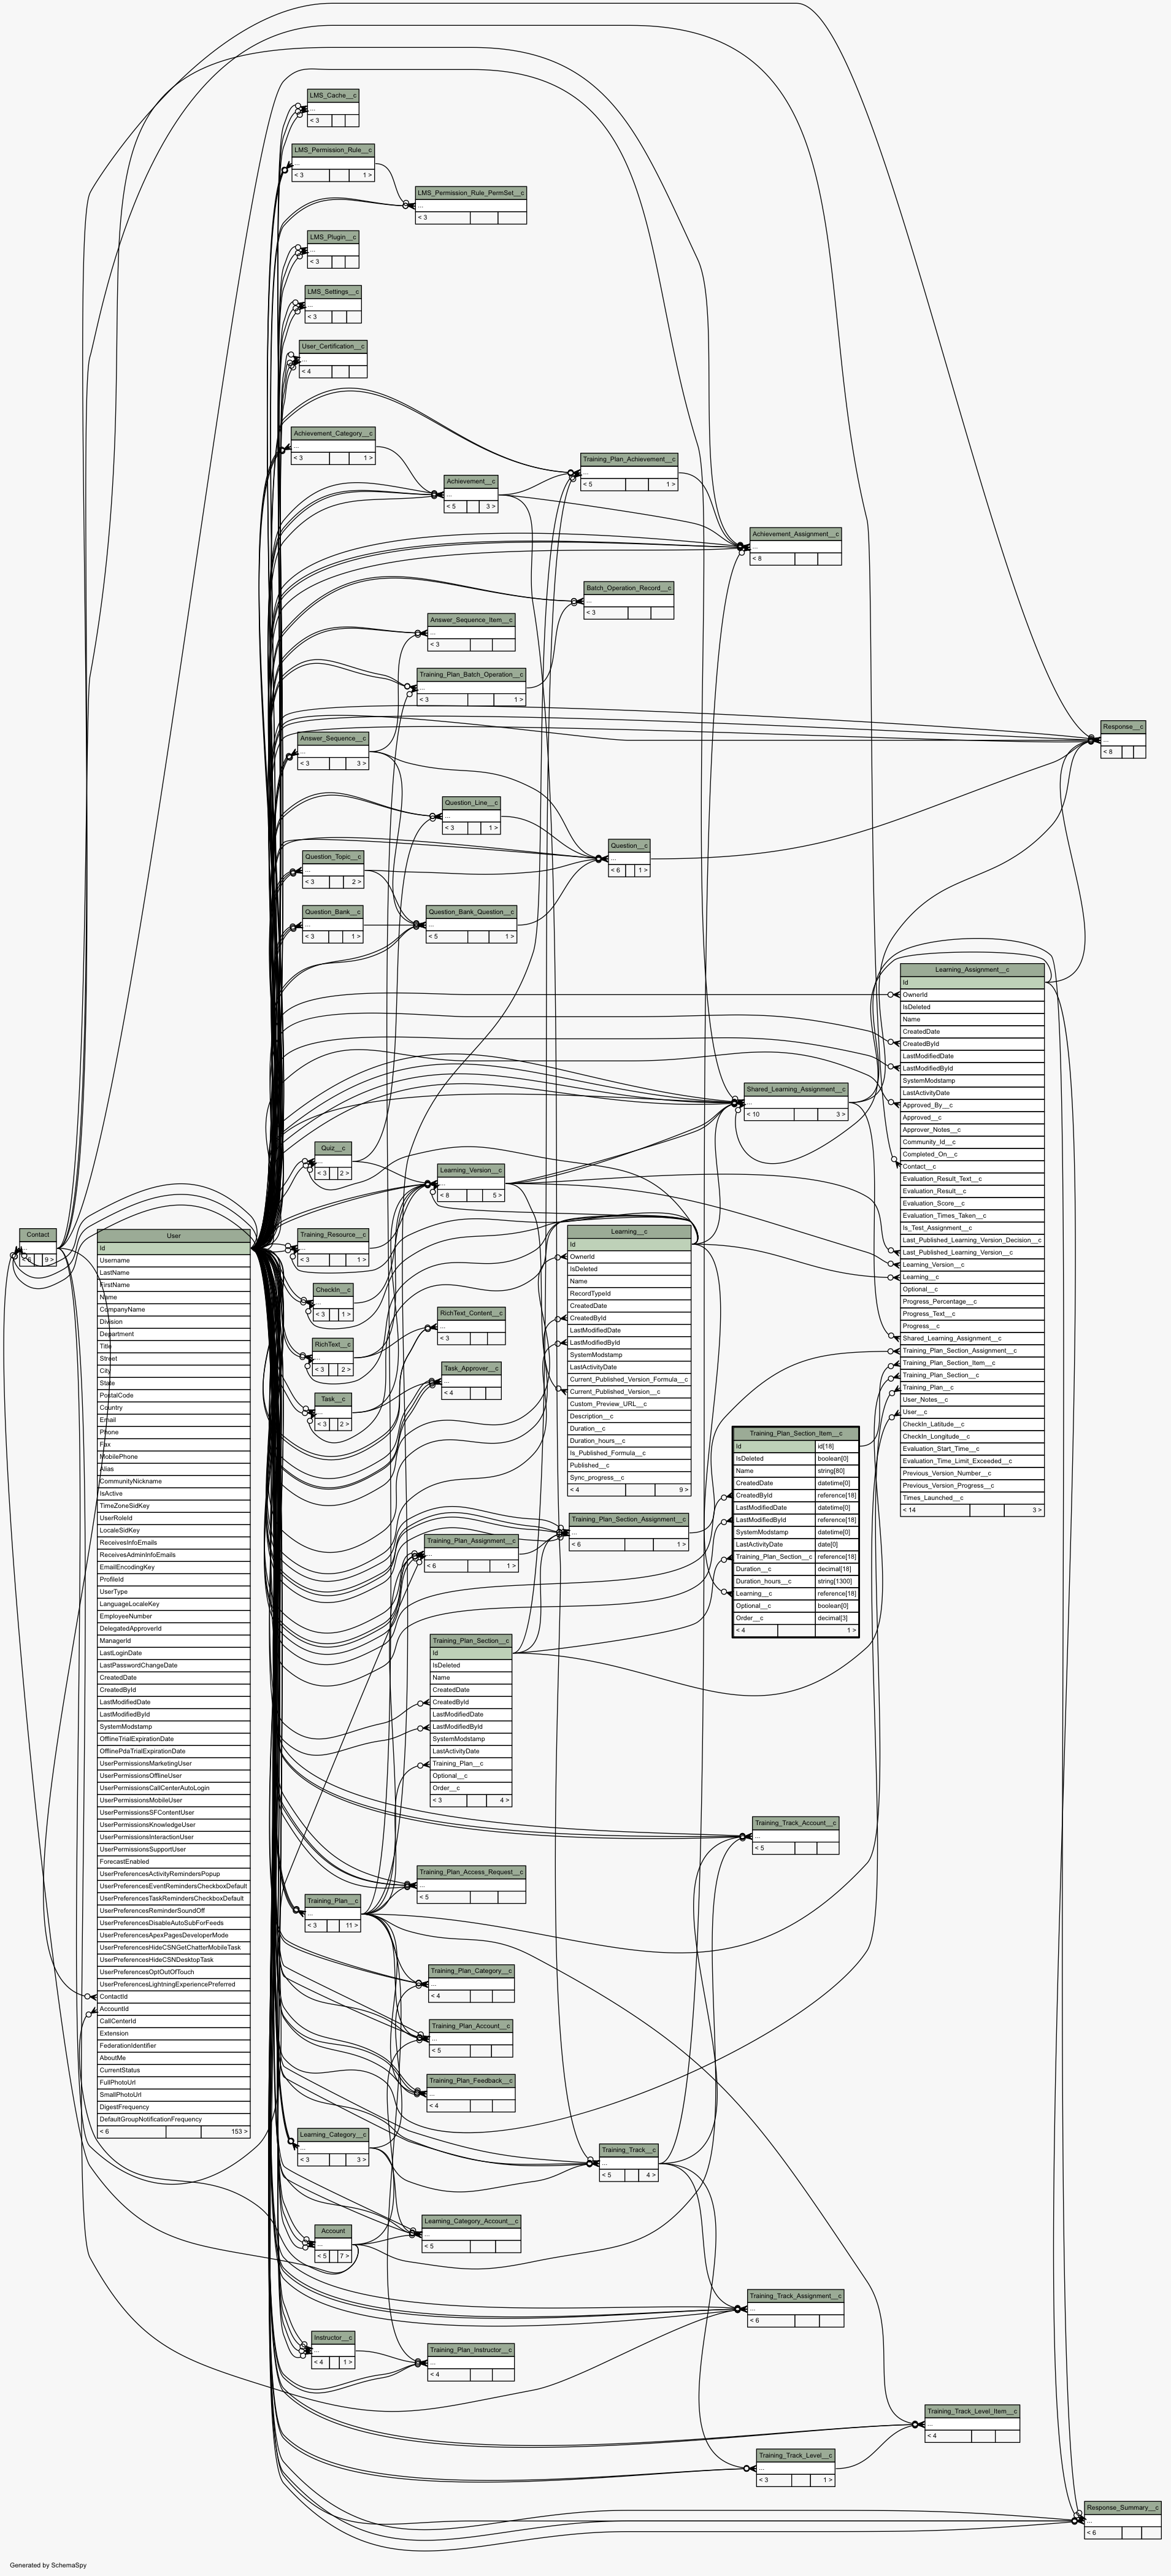 LMS_Cache__c
...
< 3
LMS_Permission_Rule__c
...
< 3 1 >
LMS_Permission_Rule_PermSet__c
...
< 3
LMS_Plugin__c
...
< 3
LMS_Settings__c
...
< 3
User_Certification__c
...
< 4
Achievement_Category__c
...
< 3 1 >
Training_Plan_Achievement__c
...
< 5 1 >
Achievement__c
...
< 5 3 >
Achievement_Assignment__c
...
< 8
Batch_Operation_Record__c
...
< 3
Answer_Sequence_Item__c
...
< 3
Training_Plan_Batch_Operation__c
...
< 3 1 >
Response__c
...
< 8
Answer_Sequence__c
...
< 3 3 >
Question_Line__c
...
< 3 1 >
Question__c
...
< 6 1 >
Question_Topic__c
...
< 3 2 >
Question_Bank__c
...
< 3 1 >
Question_Bank_Question__c
...
< 5 1 >
Learning_Assignment__c
Id
OwnerId
IsDeleted
Name
CreatedDate
CreatedById
LastModifiedDate
LastModifiedById
SystemModstamp
LastActivityDate
Approved_By__c
Approved__c
Approver_Notes__c
Community_Id__c
Completed_On__c
Contact__c
Evaluation_Result_Text__c
Evaluation_Result__c
Evaluation_Score__c
Evaluation_Times_Taken__c
Is_Test_Assignment__c
Last_Published_Learning_Version_Decision__c
Last_Published_Learning_Version__c
Learning_Version__c
Learning__c
Optional__c
Progress_Percentage__c
Progress_Text__c
Progress__c
Shared_Learning_Assignment__c
Training_Plan_Section_Assignment__c
Training_Plan_Section_Item__c
Training_Plan_Section__c
Training_Plan__c
User_Notes__c
User__c
CheckIn_Latitude__c
CheckIn_Longitude__c
Evaluation_Start_Time__c
Evaluation_Time_Limit_Exceeded__c
Previous_Version_Number__c
Previous_Version_Progress__c
Times_Launched__c
< 14 3 >
Shared_Learning_Assignment__c
...
< 10 3 >
Quiz__c
...
< 3 2 >
Learning_Version__c
...
< 8 5 >
Contact
...
< 6 9 >
User
Id
Username
LastName
FirstName
Name
CompanyName
Division
Department
Title
Street
City
State
PostalCode
Country
Email
Phone
Fax
MobilePhone
Alias
CommunityNickname
IsActive
TimeZoneSidKey
UserRoleId
LocaleSidKey
ReceivesInfoEmails
ReceivesAdminInfoEmails
EmailEncodingKey
ProfileId
UserType
LanguageLocaleKey
EmployeeNumber
DelegatedApproverId
ManagerId
LastLoginDate
LastPasswordChangeDate
CreatedDate
CreatedById
LastModifiedDate
LastModifiedById
SystemModstamp
OfflineTrialExpirationDate
OfflinePdaTrialExpirationDate
UserPermissionsMarketingUser
UserPermissionsOfflineUser
UserPermissionsCallCenterAutoLogin
UserPermissionsMobileUser
UserPermissionsSFContentUser
UserPermissionsKnowledgeUser
UserPermissionsInteractionUser
UserPermissionsSupportUser
ForecastEnabled
UserPreferencesActivityRemindersPopup
UserPreferencesEventRemindersCheckboxDefault
UserPreferencesTaskRemindersCheckboxDefault
UserPreferencesReminderSoundOff
UserPreferencesDisableAutoSubForFeeds
UserPreferencesApexPagesDeveloperMode
UserPreferencesHideCSNGetChatterMobileTask
UserPreferencesHideCSNDesktopTask
UserPreferencesOptOutOfTouch
UserPreferencesLightningExperiencePreferred
ContactId
AccountId
CallCenterId
Extension
FederationIdentifier
AboutMe
CurrentStatus
FullPhotoUrl
SmallPhotoUrl
DigestFrequency
DefaultGroupNotificationFrequency
< 6 153 >
Training_Resource__c
...
< 3 1 >
CheckIn__c
...
< 3 1 >
RichText__c
...
< 3 2 >
Task__c
...
< 3 2 >
RichText_Content__c
...
< 3
Task_Approver__c
...
< 4
Learning__c
Id
OwnerId
IsDeleted
Name
RecordTypeId
CreatedDate
CreatedById
LastModifiedDate
LastModifiedById
SystemModstamp
LastActivityDate
Current_Published_Version_Formula__c
Current_Published_Version__c
Custom_Preview_URL__c
Description__c
Duration__c
Duration_hours__c
Is_Published_Formula__c
Published__c
Sync_progress__c
< 4 9 >
Training_Plan_Section_Item__c
Id id[18]
IsDeleted boolean[0]
Name string[80]
CreatedDate datetime[0]
CreatedById reference[18]
LastModifiedDate datetime[0]
LastModifiedById reference[18]
SystemModstamp datetime[0]
LastActivityDate date[0]
Training_Plan_Section__c reference[18]
Duration__c decimal[18]
Duration_hours__c string[1300]
Learning__c reference[18]
Optional__c boolean[0]
Order__c decimal[3]
< 4 1 >
Training_Plan_Section_Assignment__c
...
< 6 1 >
Training_Plan_Assignment__c
...
< 6 1 >
Training_Plan_Section__c
Id
IsDeleted
Name
CreatedDate
CreatedById
LastModifiedDate
LastModifiedById
SystemModstamp
LastActivityDate
Training_Plan__c
Optional__c
Order__c
< 3 4 >
Training_Track_Account__c
...
< 5
Training_Plan_Access_Request__c
...
< 5
Training_Plan__c
...
< 3 11 >
Training_Plan_Category__c
...
< 4
Training_Plan_Account__c
...
< 5
Training_Plan_Feedback__c
...
< 4
Learning_Category__c
...
< 3 3 >
Training_Track__c
...
< 5 4 >
Learning_Category_Account__c
...
< 5
Account
...
< 5 7 >
Training_Track_Assignment__c
...
< 6
Instructor__c
...
< 4 1 >
Training_Plan_Instructor__c
...
< 4
Training_Track_Level_Item__c
...
< 4
Training_Track_Level__c
...
< 3 1 >
Response_Summary__c
...
< 6
Generated by SchemaSpy